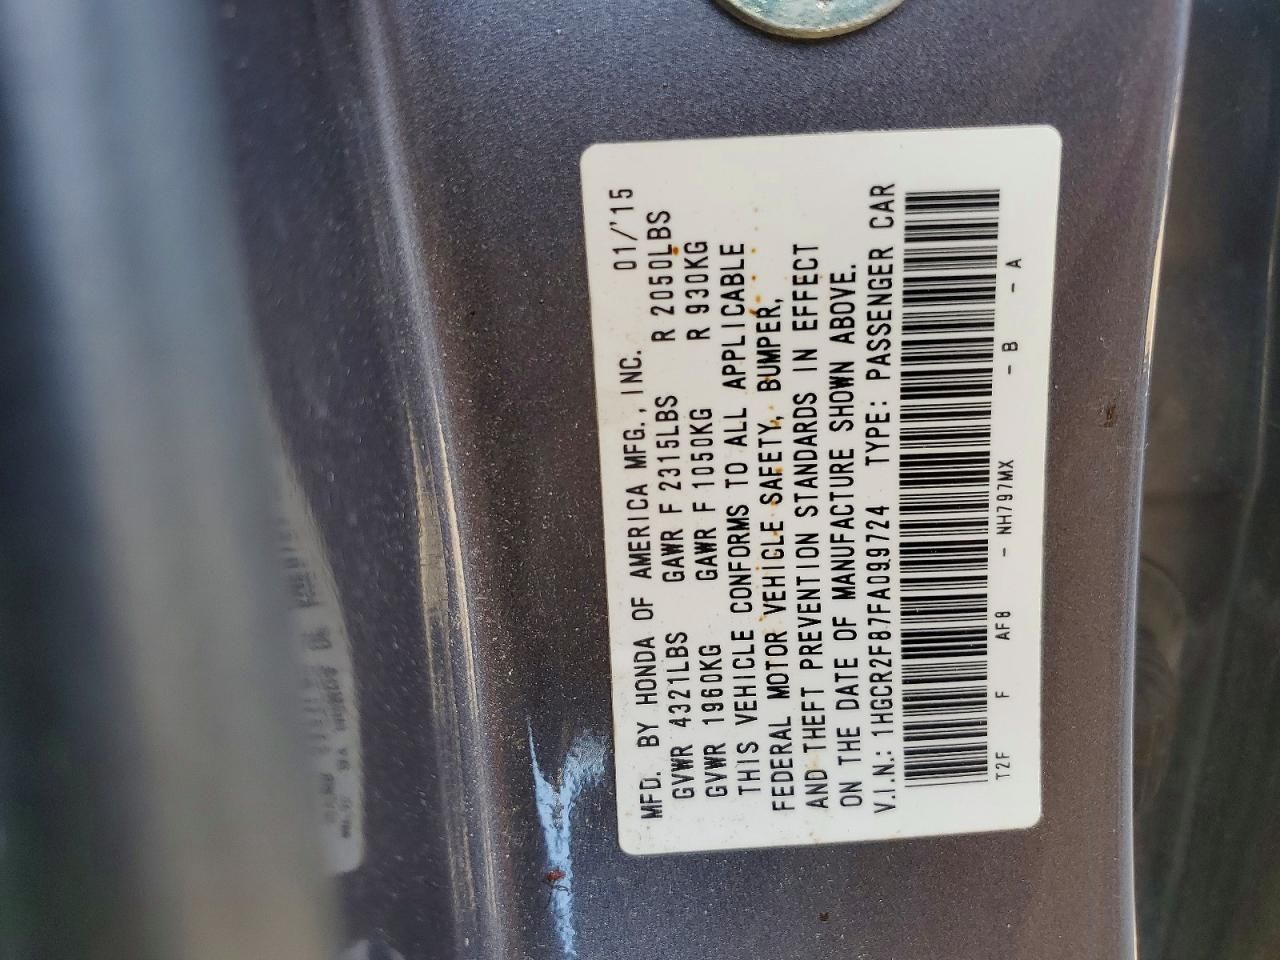 MFD. BY HONDA OF AMERICA MFG., INC. 01/'15
GVWR 4321LBS GAWR F 2315LBS R 2050LBS
GVWR 1960KG GAWR F 1050KG R 930KG
THIS VEHICLE CONFORMS TO ALL APPLICABLE
FEDERAL MOTOR VEHICLE SAFETY, BUMPER,
AND THEFT PREVENTION STANDARDS IN EFFECT
ON THE DATE OF MANUFACTURE SHOWN ABOVE.
V.I.N.: 1HGCR2F87FA099724 TYPE: PASSENGER CAR
T2F F AF8 - NH797MX - B - A